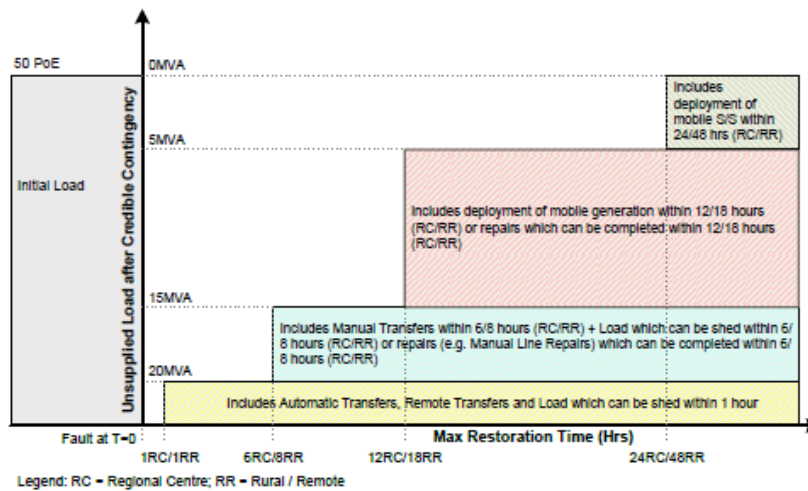 50 PoE
0MVA
Unsupplied Load after Credible Contingency
Includes
deployment of
mobile S/S within
24/48 hrs (RC/RR)
5MVA
Initial Load
Includes deployment of mobile generation within 12/18 hours
(RC/RR) or repairs which can be completed within 12/18 hours
(RC/RR)
15MVA
Includes Manual Transfers within 6/8 hours (RC/RR) + Load which can be shed within 6/
8 hours (RC/RR) or repairs (e.g. Manual Line Repairs) which can be completed within 6/
8 hours (RC/RR)
20MVA
Includes Automatic Transfers, Remote Transfers and Load which can be shed within 1 hour
Fault at T=0
Max Restoration Time (Hrs)
1RC/1RR
6RC/8RR
12RC/18RR
24RC/48RR
Legend: RC = Regional Centre; RR = Rural / Remote